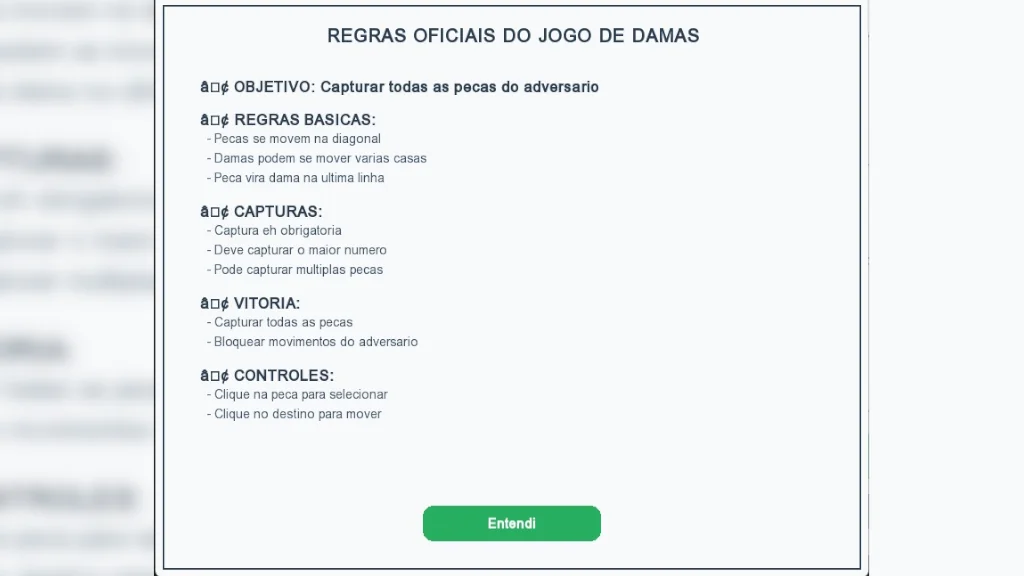 REGRAS OFICIAIS DO JOGO DE DAMAS
â□¢ OBJETIVO: Capturar todas as pecas do adversario
â□¢ REGRAS BASICAS:
- Pecas se movem na diagonal
- Damas podem se mover varias casas
- Peca vira dama na ultima linha
â□¢ CAPTURAS:
- Captura eh obrigatoria
- Deve capturar o maior numero
- Pode capturar multiplas pecas
â□¢ VITORIA:
- Capturar todas as pecas
- Bloquear movimentos do adversario
â□¢ CONTROLES:
- Clique na peca para selecionar
- Clique no destino para mover
Entendi